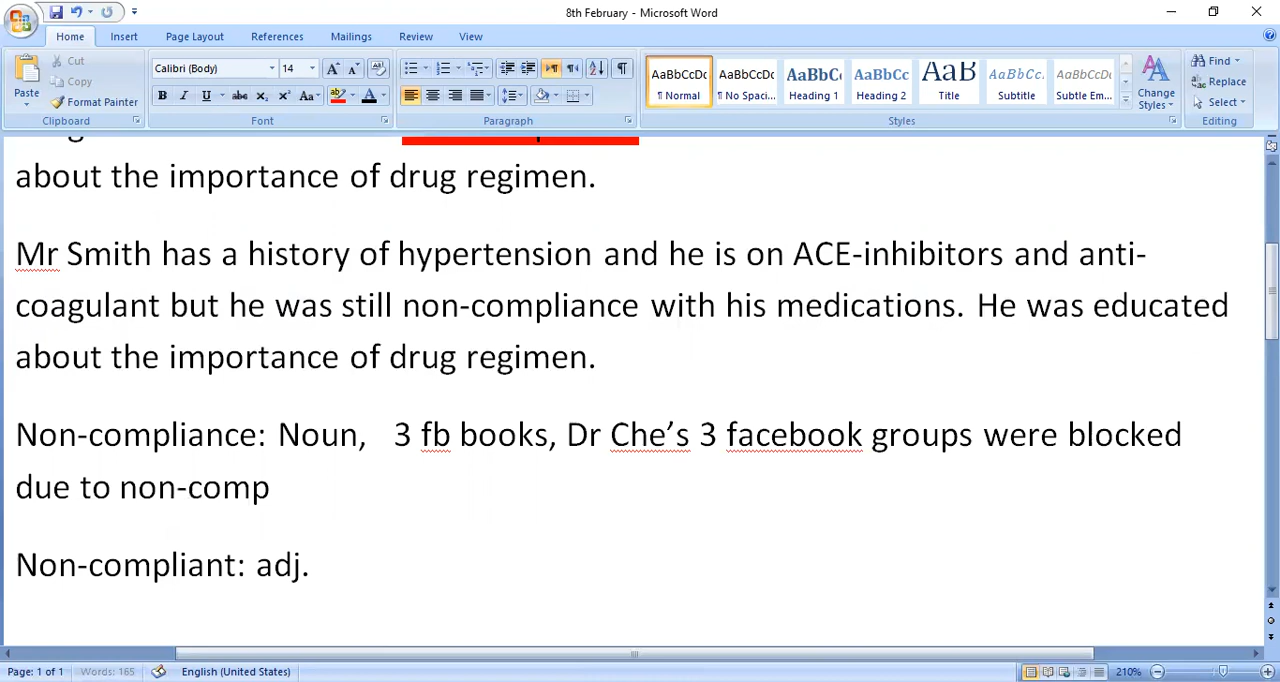 8th February - Microsoft Word
Home Insert Page Layout References Mailings Review View
Paste Cut Copy Format Painter Clipboard
Calibri (Body) 14 Font
Paragraph
AaBbCcDc ¶ Normal AaBbCcDc ¶ No Spaci... AaBbC Heading 1 AaBbCc Heading 2 AaB Title AaBbCc. Subtitle AaBbCcDc Subtle Em... Change Styles Styles
Find Replace Select Editing
about the importance of drug regimen.
Mr Smith has a history of hypertension and he is on ACE-inhibitors and anti-
coagulant but he was still non-compliance with his medications. He was educated
about the importance of drug regimen.
Non-compliance: Noun, 3 fb books, Dr Che’s 3 facebook groups were blocked
due to non-comp
Non-compliant: adj.
Page: 1 of 1 Words: 165 English (United States) 210%